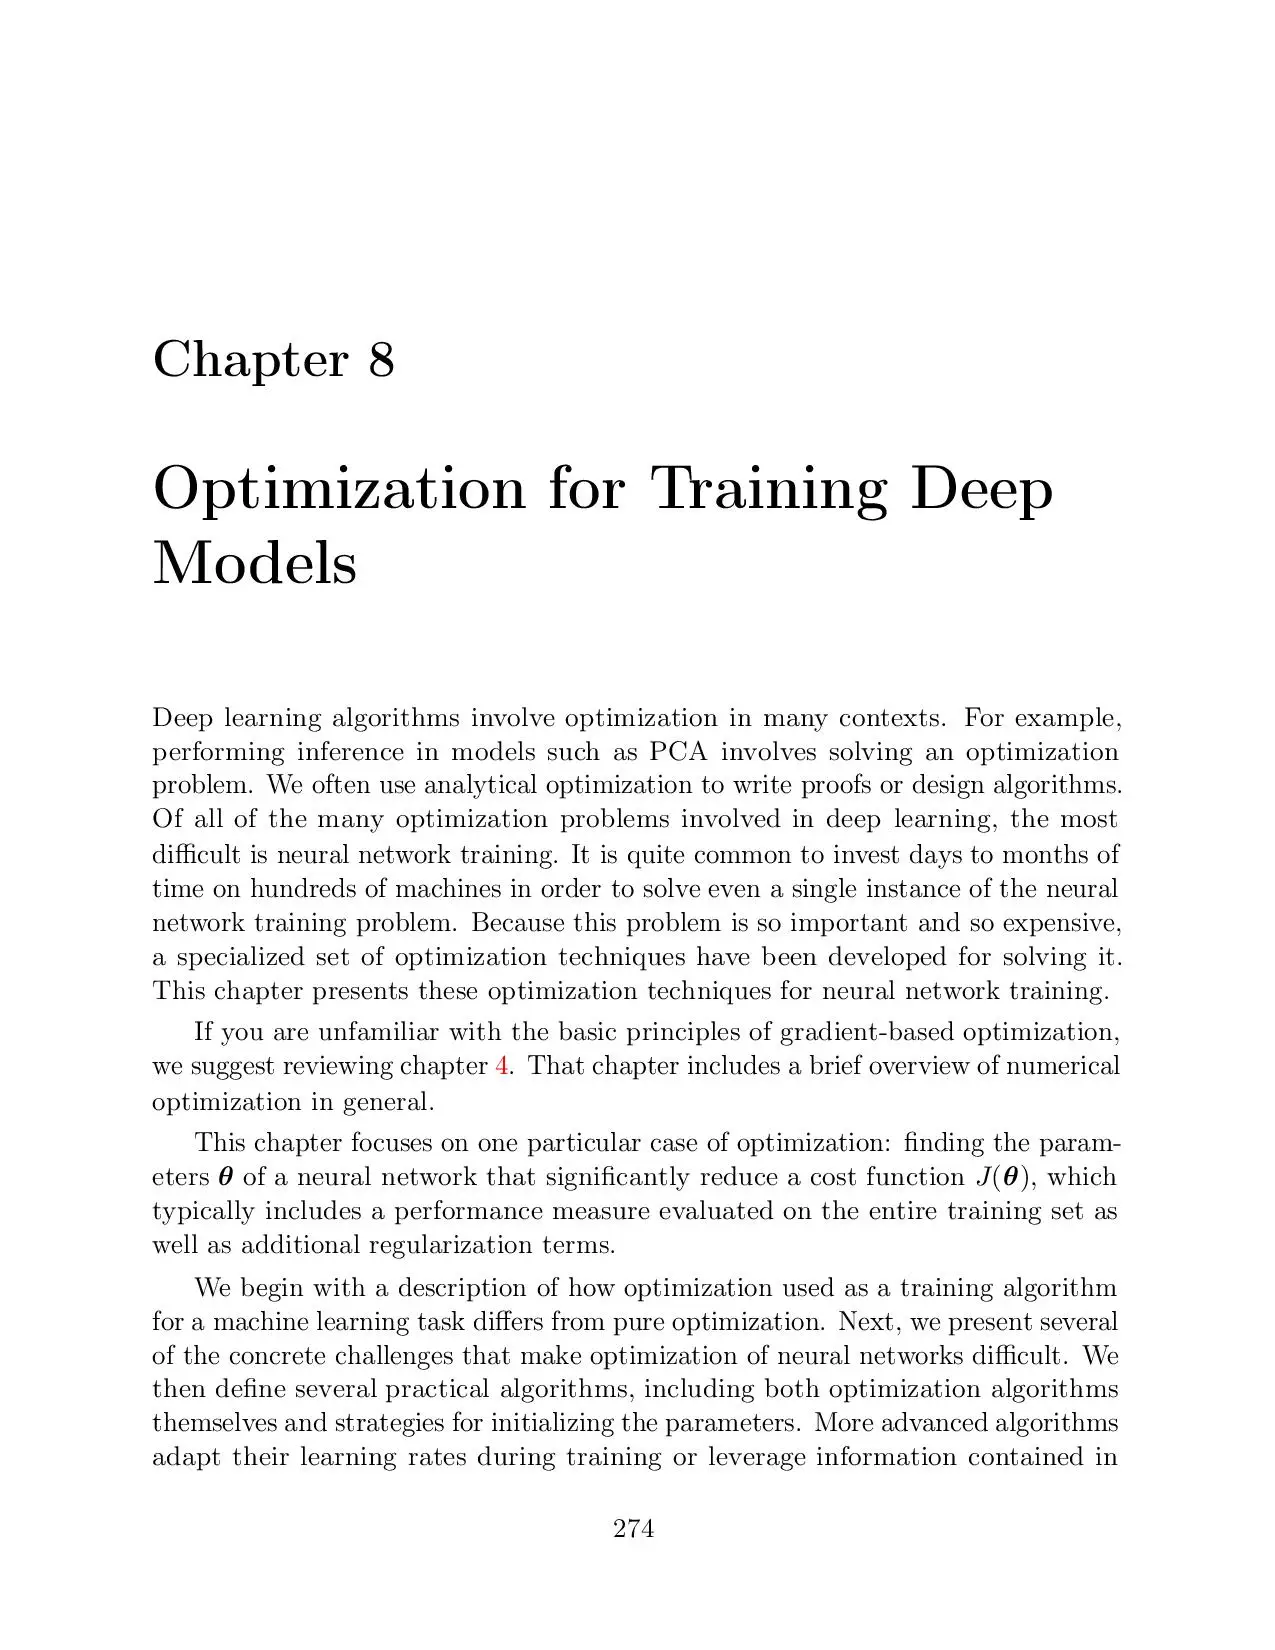 Chapter 8
Optimization for Training Deep
Models
Deep learning algorithms involve optimization in many contexts. For example,
performing inference in models such as PCA involves solving an optimization
problem. We often use analytical optimization to write proofs or design algorithms.
Of all of the many optimization problems involved in deep learning, the most
difficult is neural network training. It is quite common to invest days to months of
time on hundreds of machines in order to solve even a single instance of the neural
network training problem. Because this problem is so important and so expensive,
a specialized set of optimization techniques have been developed for solving it.
This chapter presents these optimization techniques for neural network training.
If you are unfamiliar with the basic principles of gradient-based optimization,
we suggest reviewing chapter 4. That chapter includes a brief overview of numerical
optimization in general.
This chapter focuses on one particular case of optimization: finding the param-
eters θ of a neural network that significantly reduce a cost function J(θ), which
typically includes a performance measure evaluated on the entire training set as
well as additional regularization terms.
We begin with a description of how optimization used as a training algorithm
for a machine learning task differs from pure optimization. Next, we present several
of the concrete challenges that make optimization of neural networks difficult. We
then define several practical algorithms, including both optimization algorithms
themselves and strategies for initializing the parameters. More advanced algorithms
adapt their learning rates during training or leverage information contained in
274